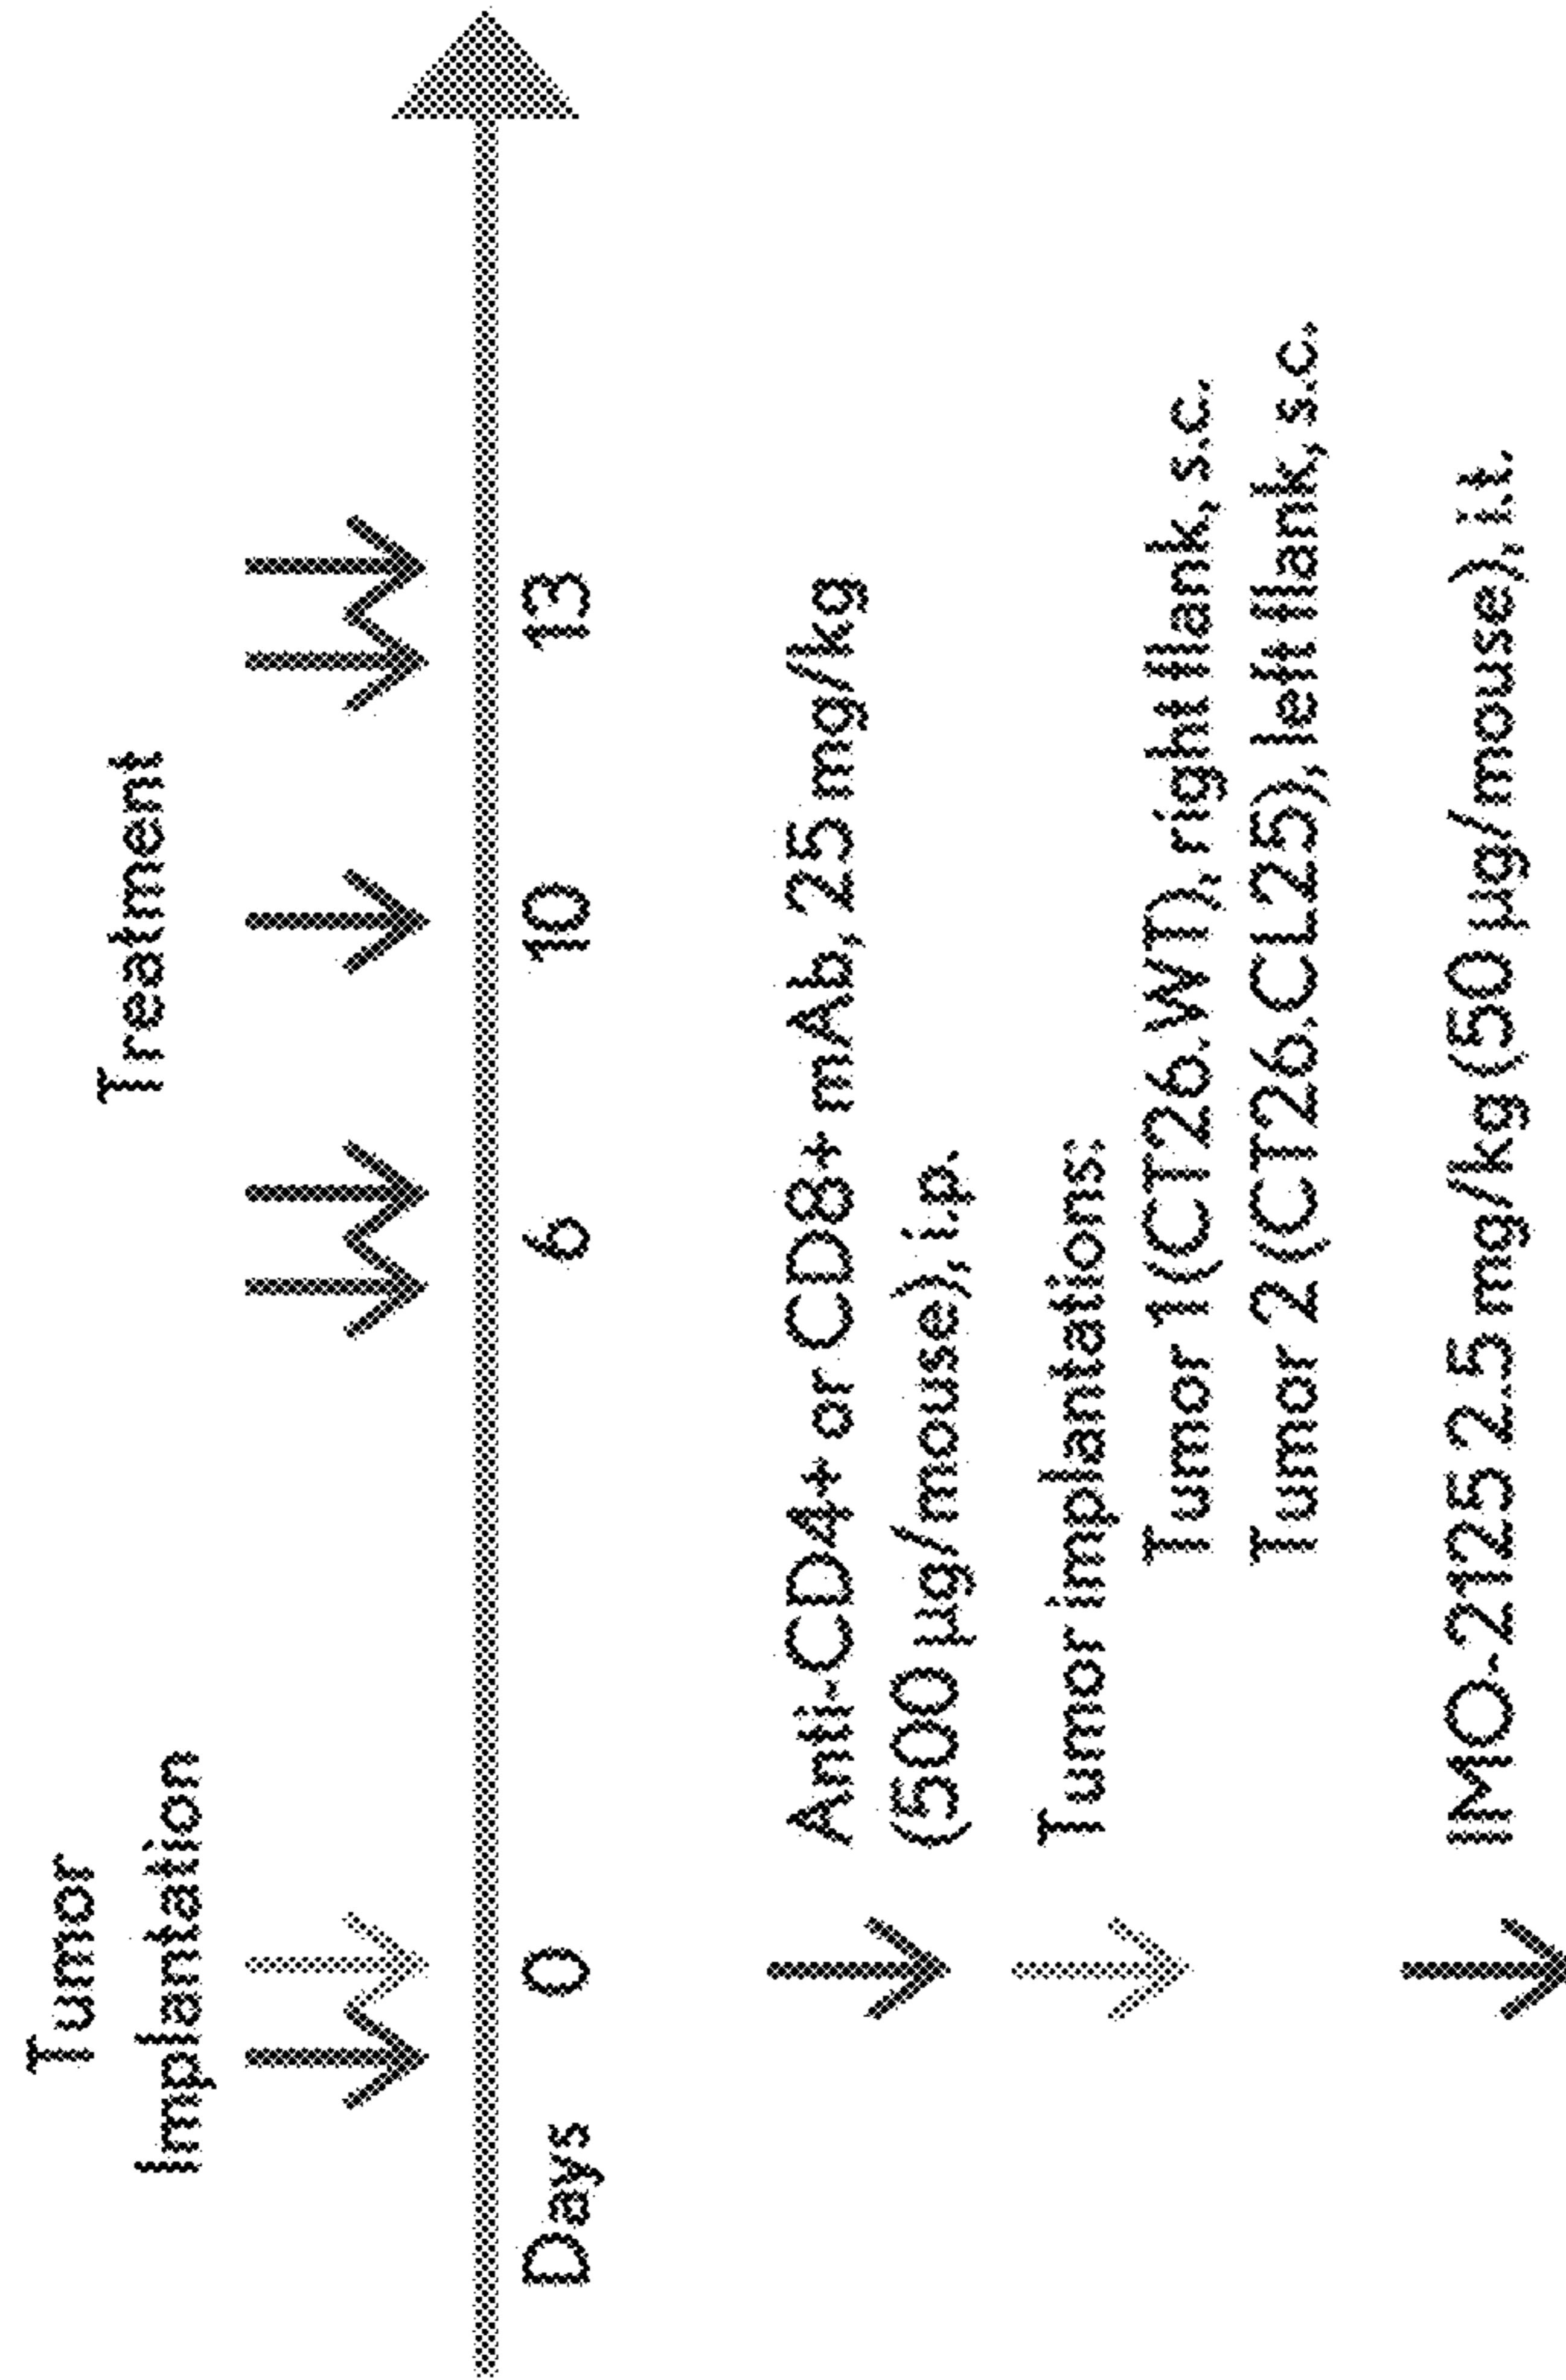 Tumor
Implantation
Treatment
Days 0 6 10 13
Anti-CD4+ or CD8+ mAb, 25 mg/kg
(500 µg/mouse), i.p.
Tumor implantations:
Tumor 1 (CT26.WT), right flank, s.c.
Tumor 2 (CT26.CL25), left flank, s.c.
IMO-2125 2.5 mg/kg (50 µg/mouse), i.t.